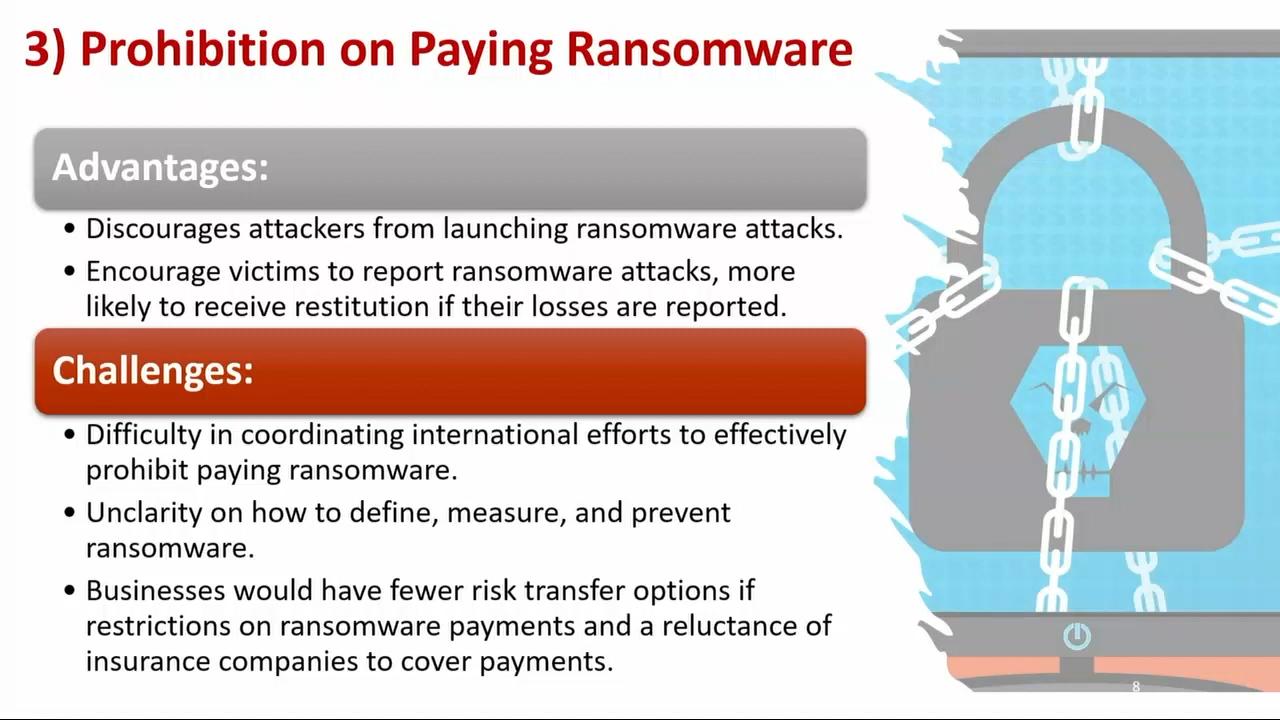 3) Prohibition on Paying Ransomware
Advantages:
• Discourages attackers from launching ransomware attacks.
• Encourage victims to report ransomware attacks, more
likely to receive restitution if their losses are reported.
Challenges:
• Difficulty in coordinating international efforts to effectively
prohibit paying ransomware.
• Unclarity on how to define, measure, and prevent
ransomware.
• Businesses would have fewer risk transfer options if
restrictions on ransomware payments and a reluctance of
insurance companies to cover payments.
8